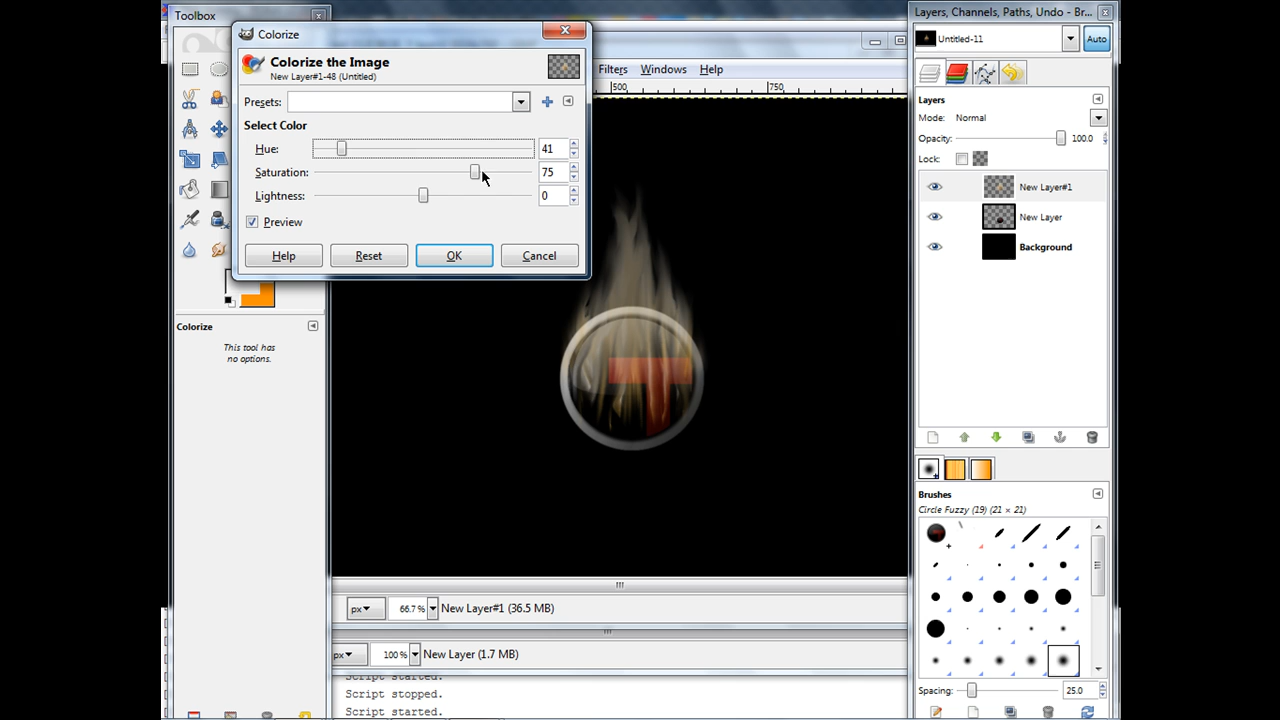 Toolbox
Colorize
Colorize the Image
New Layer#1-48 (Untitled)
Presets:
Select Color
Hue:
41
Saturation:
75
Lightness:
0
Preview
Help
Reset
OK
Cancel
Colorize
This tool has
no options.
Filters
Windows
Help
500
750
px
66.7 %
New Layer#1 (36.5 MB)
px
100 %
New Layer (1.7 MB)
Script started.
Script stopped.
Script started.
Layers, Channels, Paths, Undo - Br...
Untitled-11
Auto
Layers
Mode:
Normal
Opacity:
100.0
Lock:
New Layer#1
New Layer
Background
Brushes
Circle Fuzzy (19) (21 × 21)
Spacing:
25.0